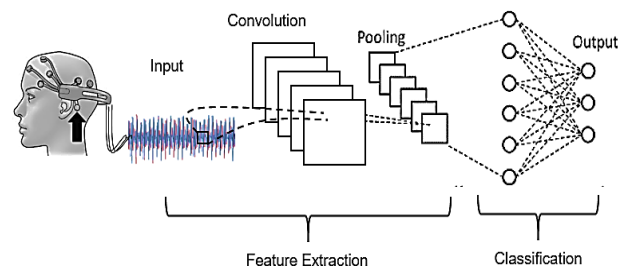 Convolution
Input
Pooling
Output
Feature Extraction
Classification